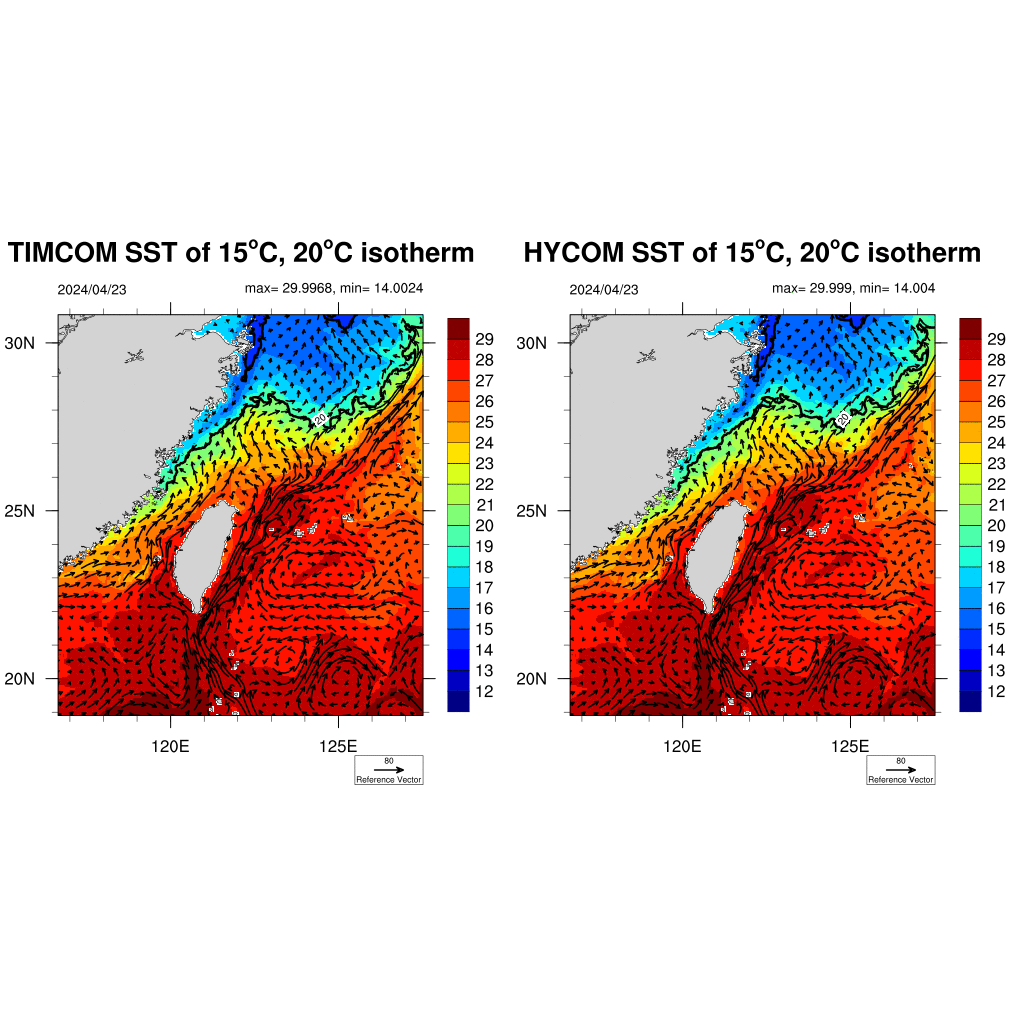 TIMCOM SST of 15°C, 20°C isotherm
2024/04/23
max= 29.9968, min= 14.0024
30N
25N
20N
120E
125E
20
29
28
27
26
25
24
23
22
21
20
19
18
17
16
15
14
13
12
80
Reference Vector
HYCOM SST of 15°C, 20°C isotherm
2024/04/23
max= 29.999, min= 14.004
30N
25N
20N
120E
125E
20
29
28
27
26
25
24
23
22
21
20
19
18
17
16
15
14
13
12
80
Reference Vector